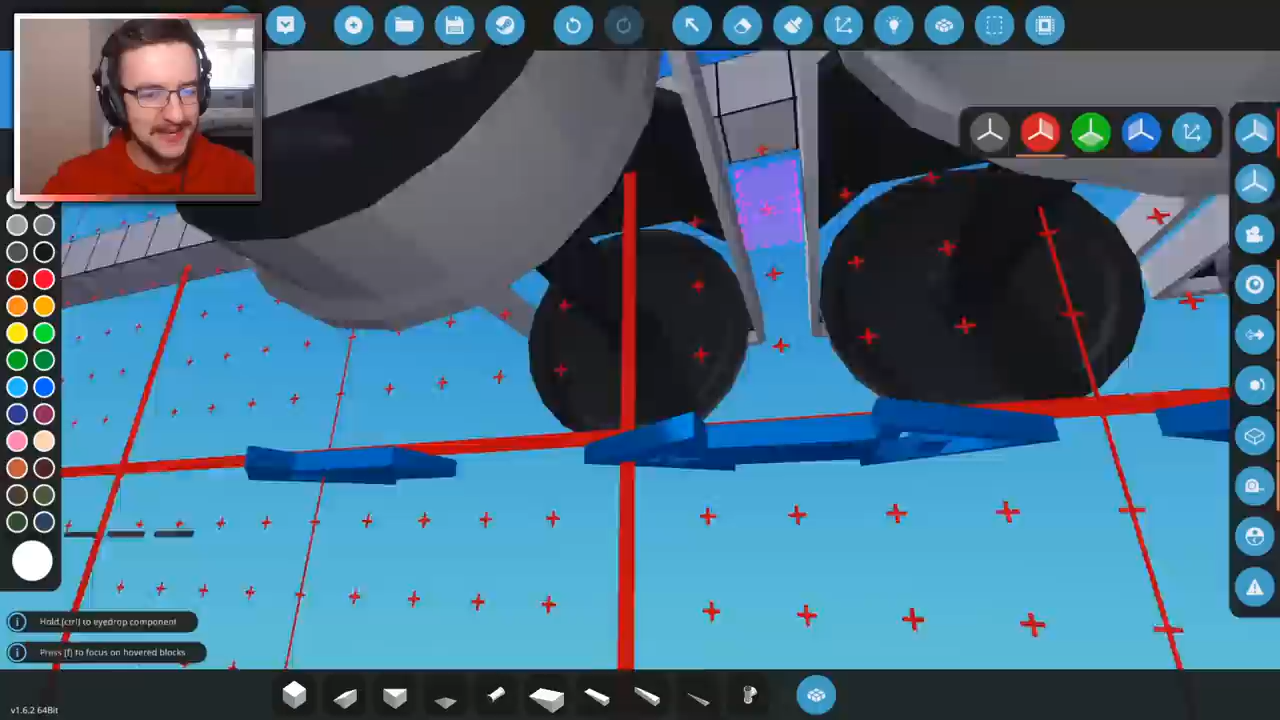 Hold [ctrl] to eyedrop component
Press [f] to focus on hovered blocks
v1.6.2 64Bit